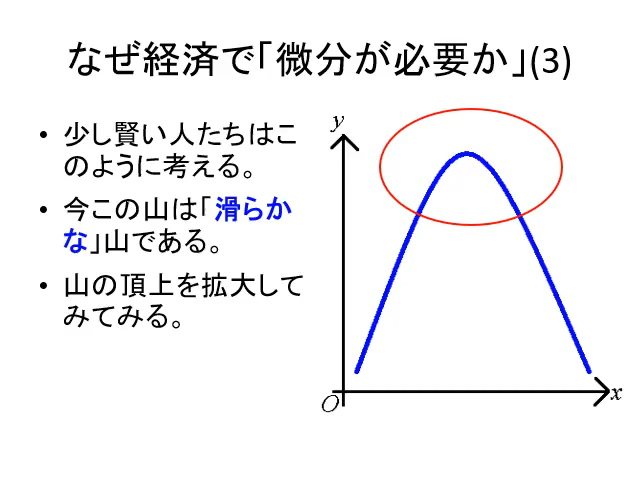 なぜ経済で「微分が必要か」(3)
• 少し賢い人たちはこ
のように考える。
• 今この山は「滑らか
な」山である。
• 山の頂上を拡大して
みてみる。
y
O
x